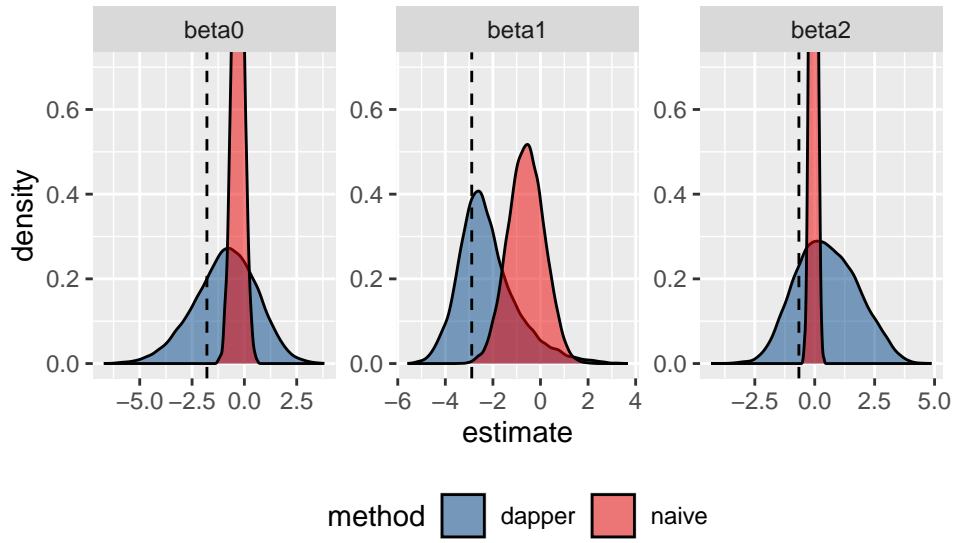 beta0 beta1 beta2
density
0.6 0.6 0.6
0.4 0.4 0.4
0.2 0.2 0.2
0.0 0.0 0.0
−5.0 −2.5 0.0 2.5 −6 −4 −2 0 2 4 −2.5 0.0 2.5 5.0
estimate
method dapper naive